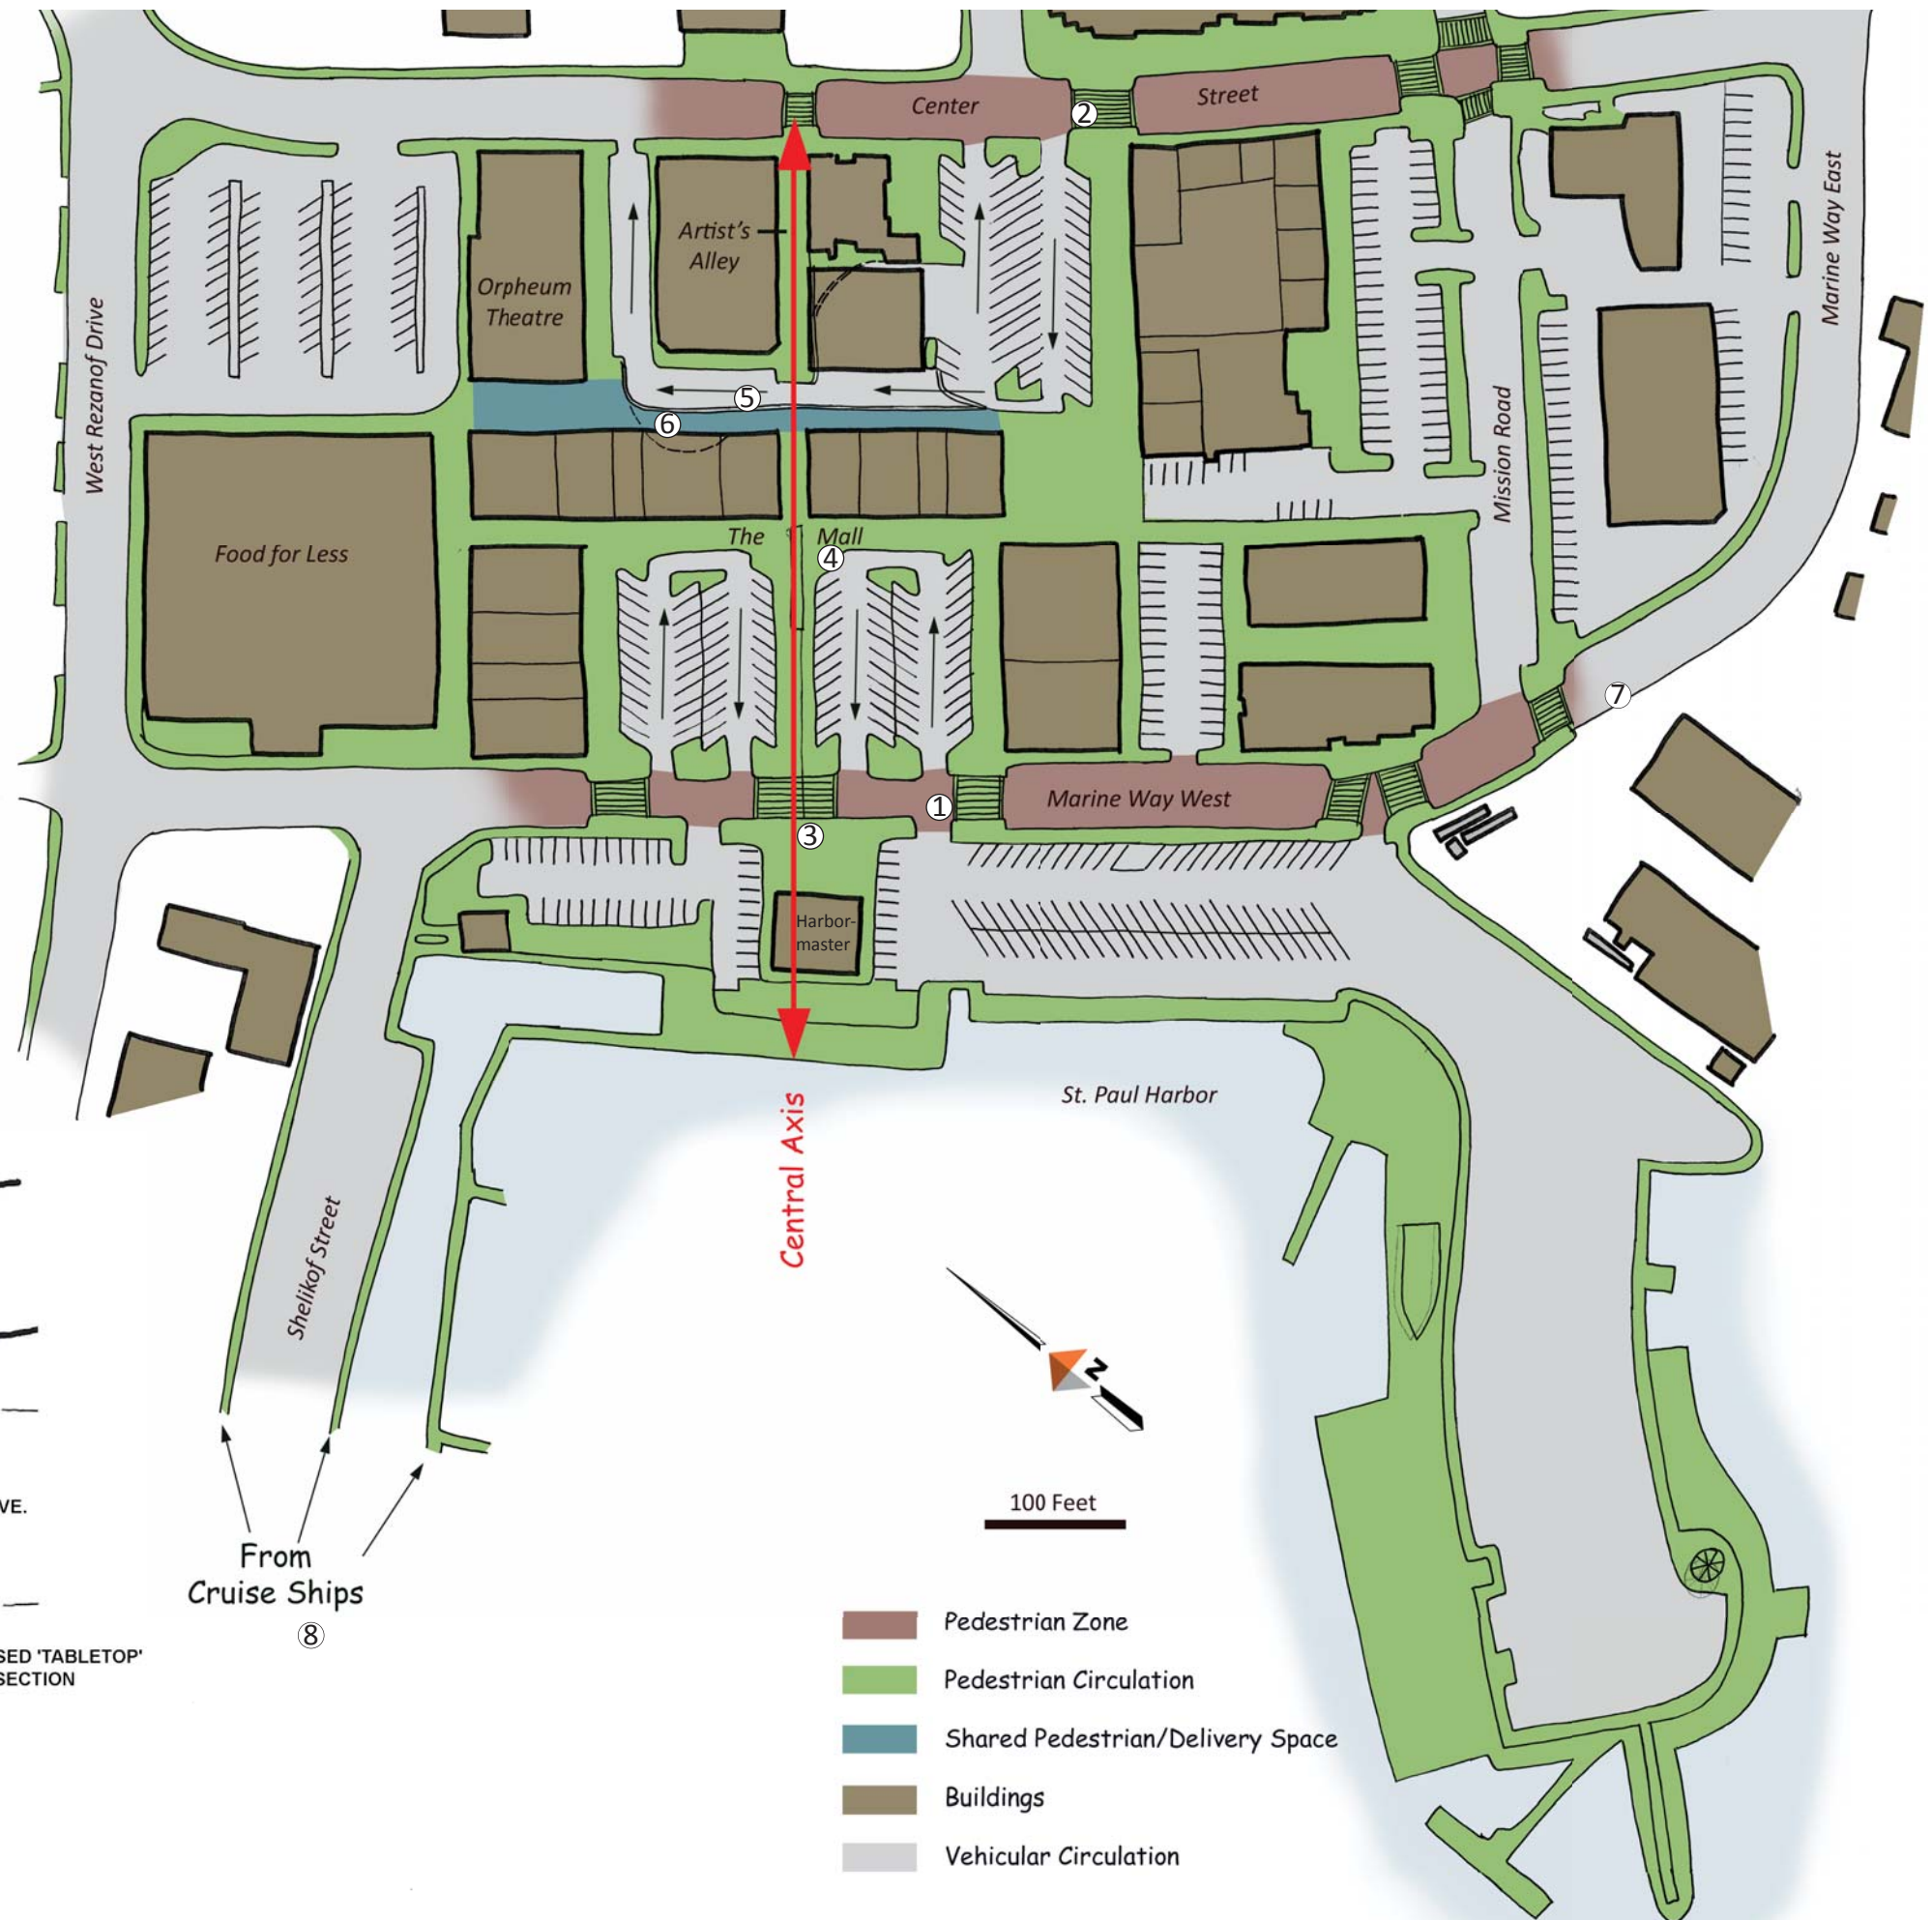 Center
Street
②
Marine Way East
Artist's
Alley
Orpheum
Theatre
West Rezanof Drive
⑤
⑥
Mission Road
Food for Less
The Mall
④
⑦
①
Marine Way West
③
Harbor-
master
St. Paul Harbor
Central Axis
Shelikof Street
N
100 Feet
VE.
From
Cruise Ships
⑧
SED 'TABLETOP'
SECTION
Pedestrian Zone
Pedestrian Circulation
Shared Pedestrian/Delivery Space
Buildings
Vehicular Circulation